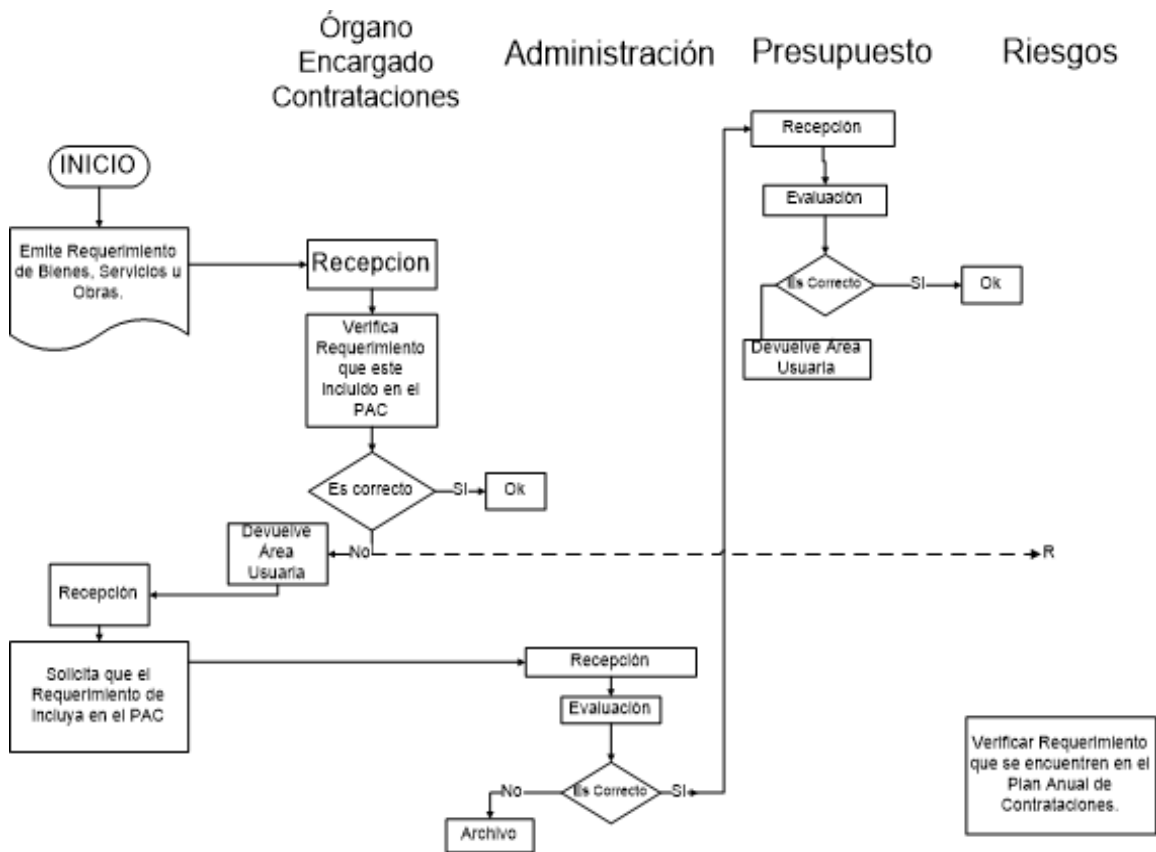 Órgano
Encargado
Contrataciones
Administración
Presupuesto
Riesgos
Recepción
INICIO
Evaluación
Emite Requerimiento
de Bienes, Servicios u
Obras.
Recepcion
Es Correcto
SI
Ok
Verifica
Requerimiento
que este
Incluido en el
PAC
Devuelve Area
Usuaria
Es correcto
SI
Ok
Devuelve
Área
Usuaria
No
R
Recepción
Solicita que el
Requerimiento de
Incluya en el PAC
Recepción
Evaluación
Verificar Requerimiento
que se encuentren en el
Plan Anual de
Contrataciones.
No
Es Correcto
SI
Archivo